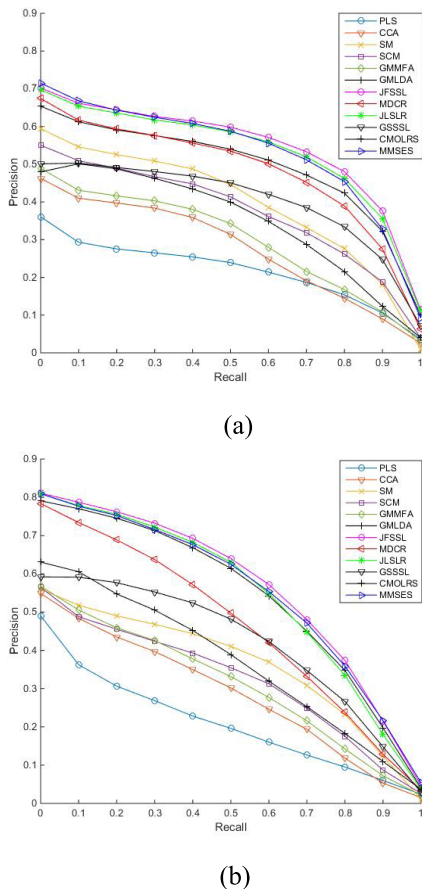 0.9
0.8
0.7
0.6
0.5
0.4
0.3
0.2
0.1
0
Precision
0 0.1 0.2 0.3 0.4 0.5 0.6 0.7 0.8 0.9 1
Recall
PLS
CCA
SM
SCM
GMMFA
GMLDA
JFSSL
MDCR
JLSLR
GSSSL
CMOLRS
MMSES
(a)
0.9
0.8
0.7
0.6
0.5
0.4
0.3
0.2
0.1
0
Precision
0 0.1 0.2 0.3 0.4 0.5 0.6 0.7 0.8 0.9 1
Recall
PLS
CCA
SM
SCM
GMMFA
GMLDA
JFSSL
MDCR
JLSLR
GSSSL
CMOLRS
MMSES
(b)